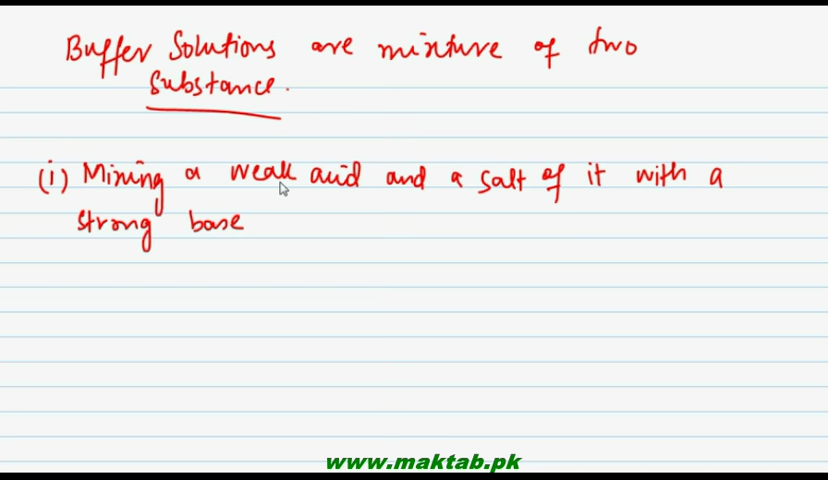 Buffer Solutions are mixture of two
Substance.
(i) Mixing a weak acid and a salt of it with a
strong base
www.maktab.pk